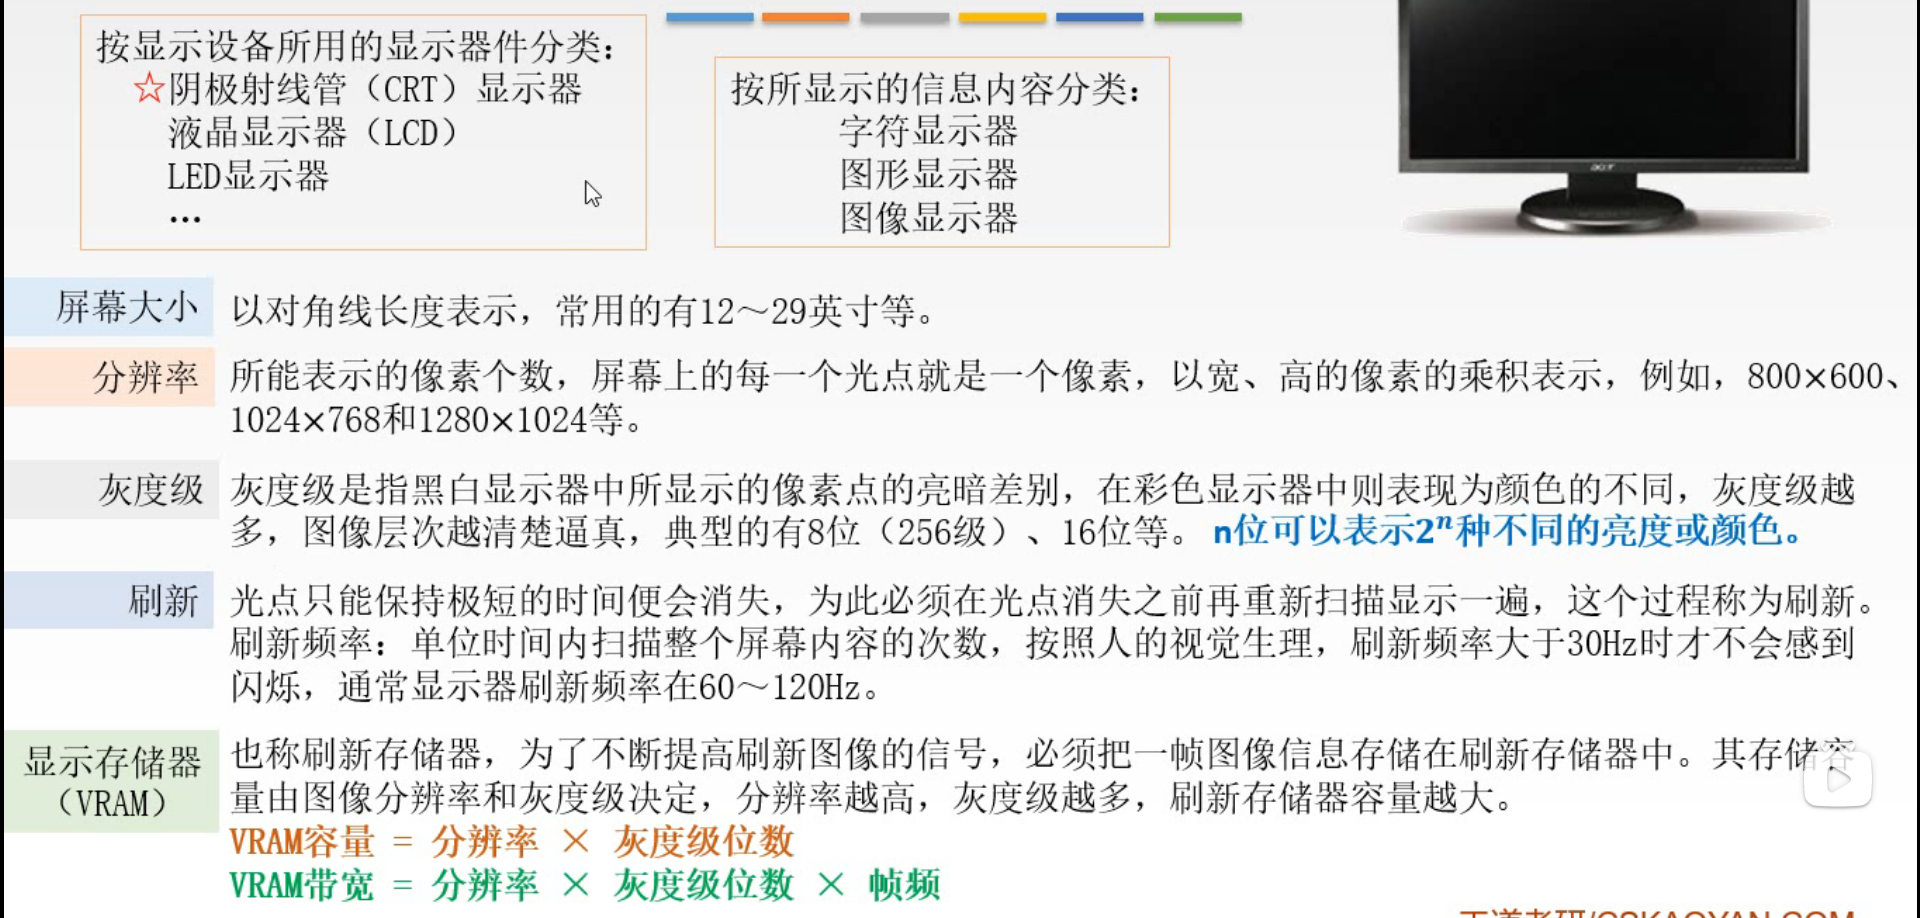 按显示设备所用的显示器件分类：
☆阴极射线管（CRT）显示器
液晶显示器（LCD）
LED显示器
…
按所显示的信息内容分类：
字符显示器
图形显示器
图像显示器
acer
屏幕大小
以对角线长度表示，常用的有12～29英寸等。
分辨率
所能表示的像素个数，屏幕上的每一个光点就是一个像素，以宽、高的像素的乘积表示，例如，800×600、
1024×768和1280×1024等。
灰度级
灰度级是指黑白显示器中所显示的像素点的亮暗差别，在彩色显示器中则表现为颜色的不同，灰度级越
多，图像层次越清楚逼真，典型的有8位（256级）、16位等。 n位可以表示2ⁿ种不同的亮度或颜色。
刷新
光点只能保持极短的时间便会消失，为此必须在光点消失之前再重新扫描显示一遍，这个过程称为刷新。
刷新频率：单位时间内扫描整个屏幕内容的次数，按照人的视觉生理，刷新频率大于30Hz时才不会感到
闪烁，通常显示器刷新频率在60～120Hz。
显示存储器
（VRAM）
也称刷新存储器，为了不断提高刷新图像的信号，必须把一帧图像信息存储在刷新存储器中。其存储容
量由图像分辨率和灰度级决定，分辨率越高，灰度级越多，刷新存储器容量越大。
VRAM容量 = 分辨率 × 灰度级位数
VRAM带宽 = 分辨率 × 灰度级位数 × 帧频
王道考研/CSKAOYAN.COM